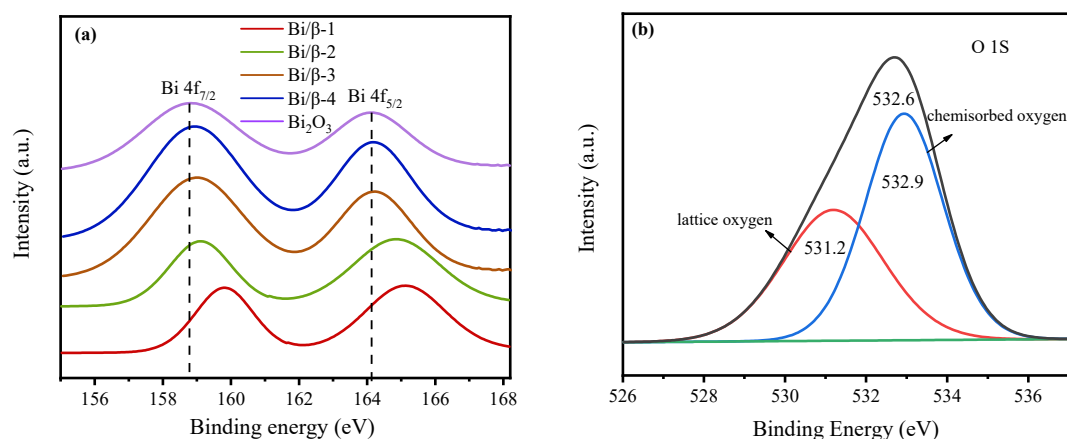 (a)
Bi/β-1
Bi/β-2
Bi/β-3
Bi/β-4
Bi₂O₃
Bi 4f₇/₂
Bi 4f₅/₂
Intensity (a.u.)
156 158 160 162 164 166 168
Binding energy (eV)
(b)
O 1S
532.6
chemisorbed oxygen
532.9
lattice oxygen
531.2
Intensity (a.u.)
526 528 530 532 534 536
Binding Energy (eV)